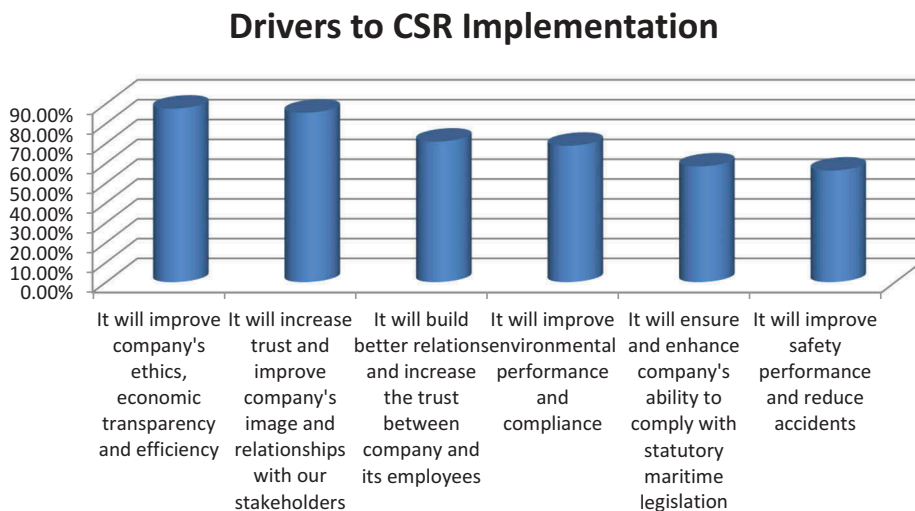 Drivers to CSR Implementation
90.00%
80.00%
70.00%
60.00%
50.00%
40.00%
30.00%
20.00%
10.00%
0.00%
It will improve
company's
ethics,
economic
transparency
and efficiency
It will increase
trust and
improve
company's
image and
relationships
with our
stakeholders
It will build
better relations
and increase
the trust
between
company and
its employees
It will improve
environmental
performance
and
compliance
It will ensure
and enhance
company's
ability to
comply with
statutory
maritime
legislation
It will improve
safety
performance
and reduce
accidents